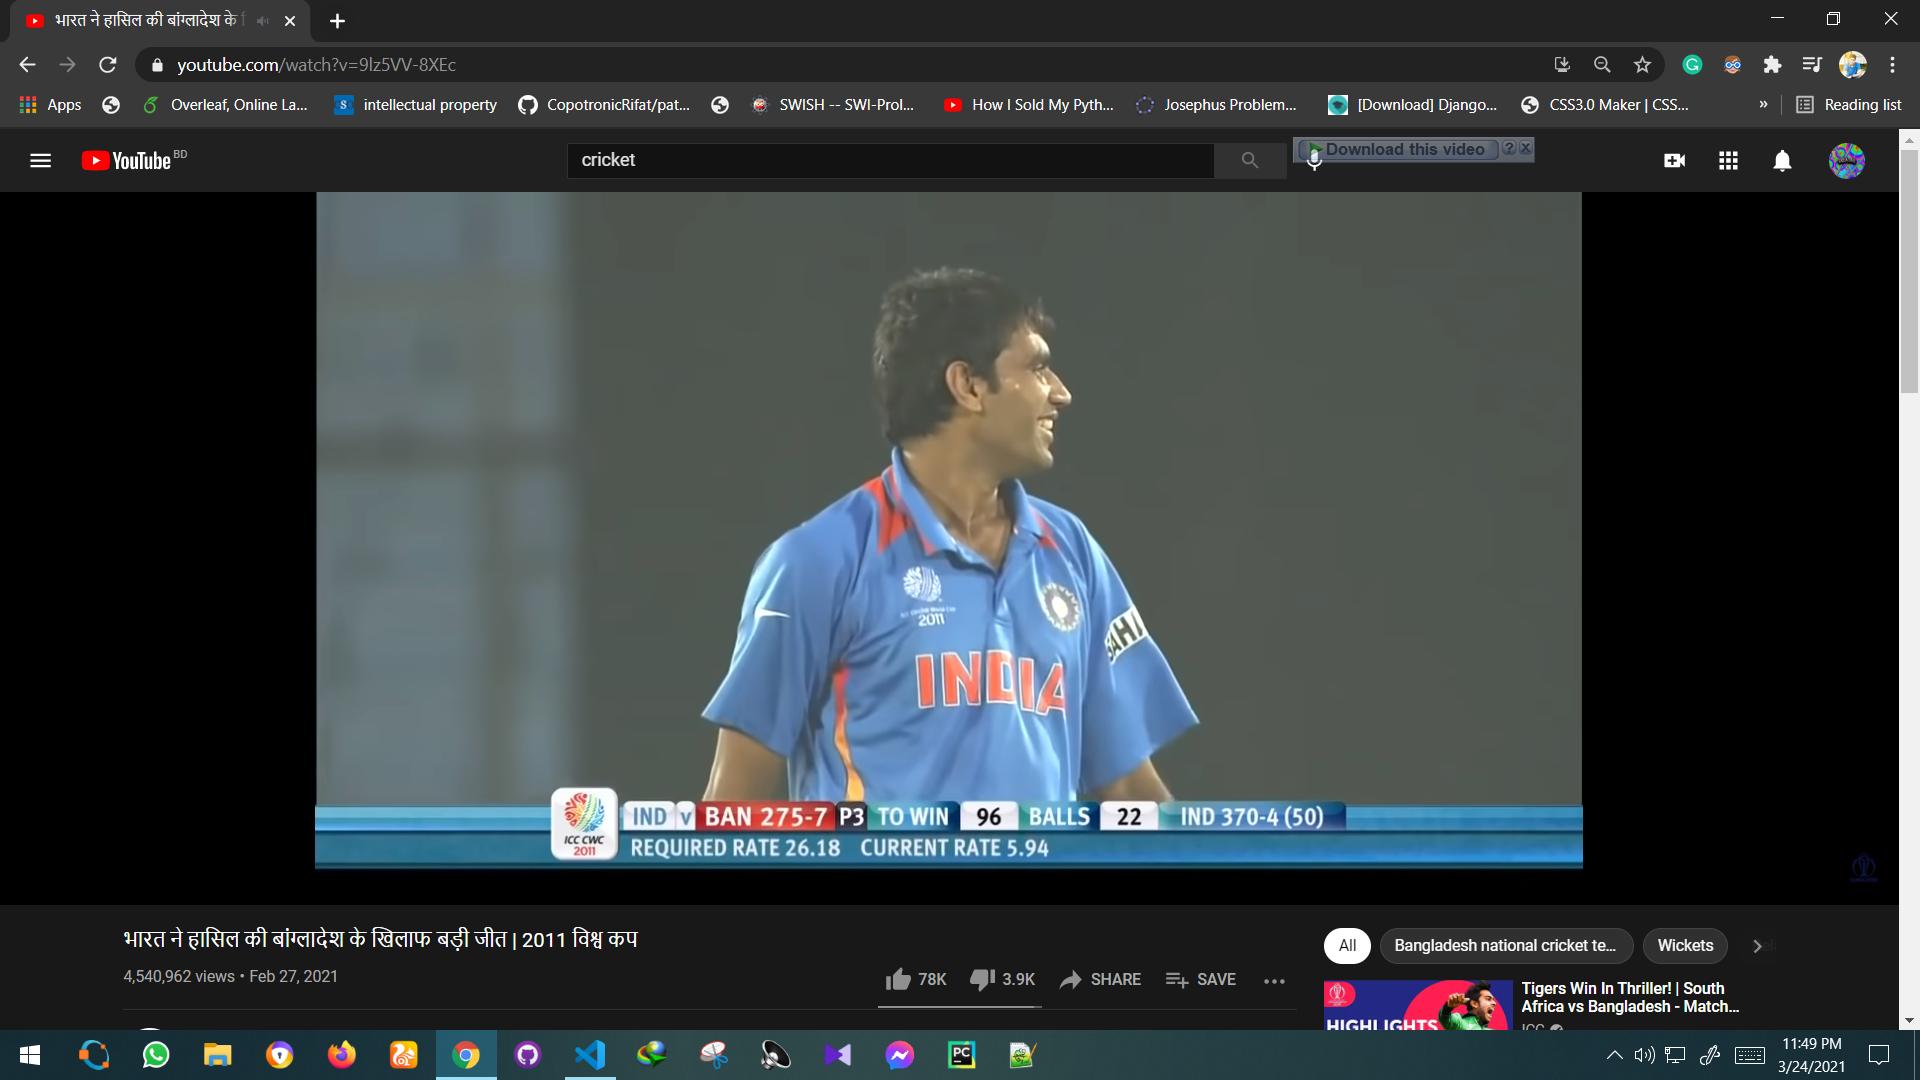 भारत ने हासिल की बांग्लादेश के
youtube.com/watch?v=9lz5VV-8XEc
Apps
Overleaf, Online La...
intellectual property
CopotronicRifat/pat...
SWISH -- SWI-Prol...
How I Sold My Pyth...
Josephus Problem...
[Download] Django...
CSS3.0 Maker | CSS...
»
Reading list
YouTube BD
cricket
Download this video
INDIA
2011
SAHA
IND v BAN 275-7 P3 TO WIN 96 BALLS 22 IND 370-4 (50)
ICC CWC
2011
REQUIRED RATE 26.18 CURRENT RATE 5.94
भारत ने हासिल की बांग्लादेश के खिलाफ बड़ी जीत | 2011 विश्व कप
4,540,962 views • Feb 27, 2021
78K
3.9K
SHARE
SAVE
All
Bangladesh national cricket te...
Wickets
HIGHLIGHTS
Tigers Win In Thriller! | South
Africa vs Bangladesh - Match...
ICC
PC
11:49 PM
3/24/2021